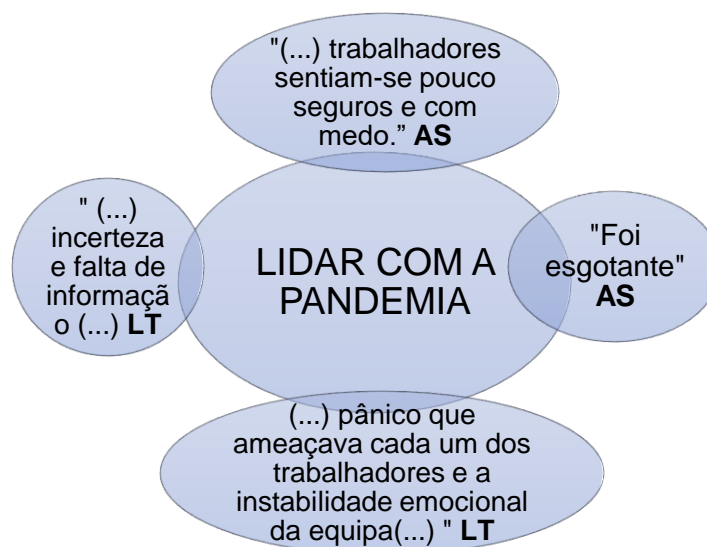 "(...) trabalhadores
sentiam-se pouco
seguros e com
medo.” AS
" (...)
incerteza
e falta de
informaçã
o (...) LT
LIDAR COM A
PANDEMIA
"Foi
esgotante"
AS
(...) pânico que
ameaçava cada um dos
trabalhadores e a
instabilidade emocional
da equipa(...) " LT